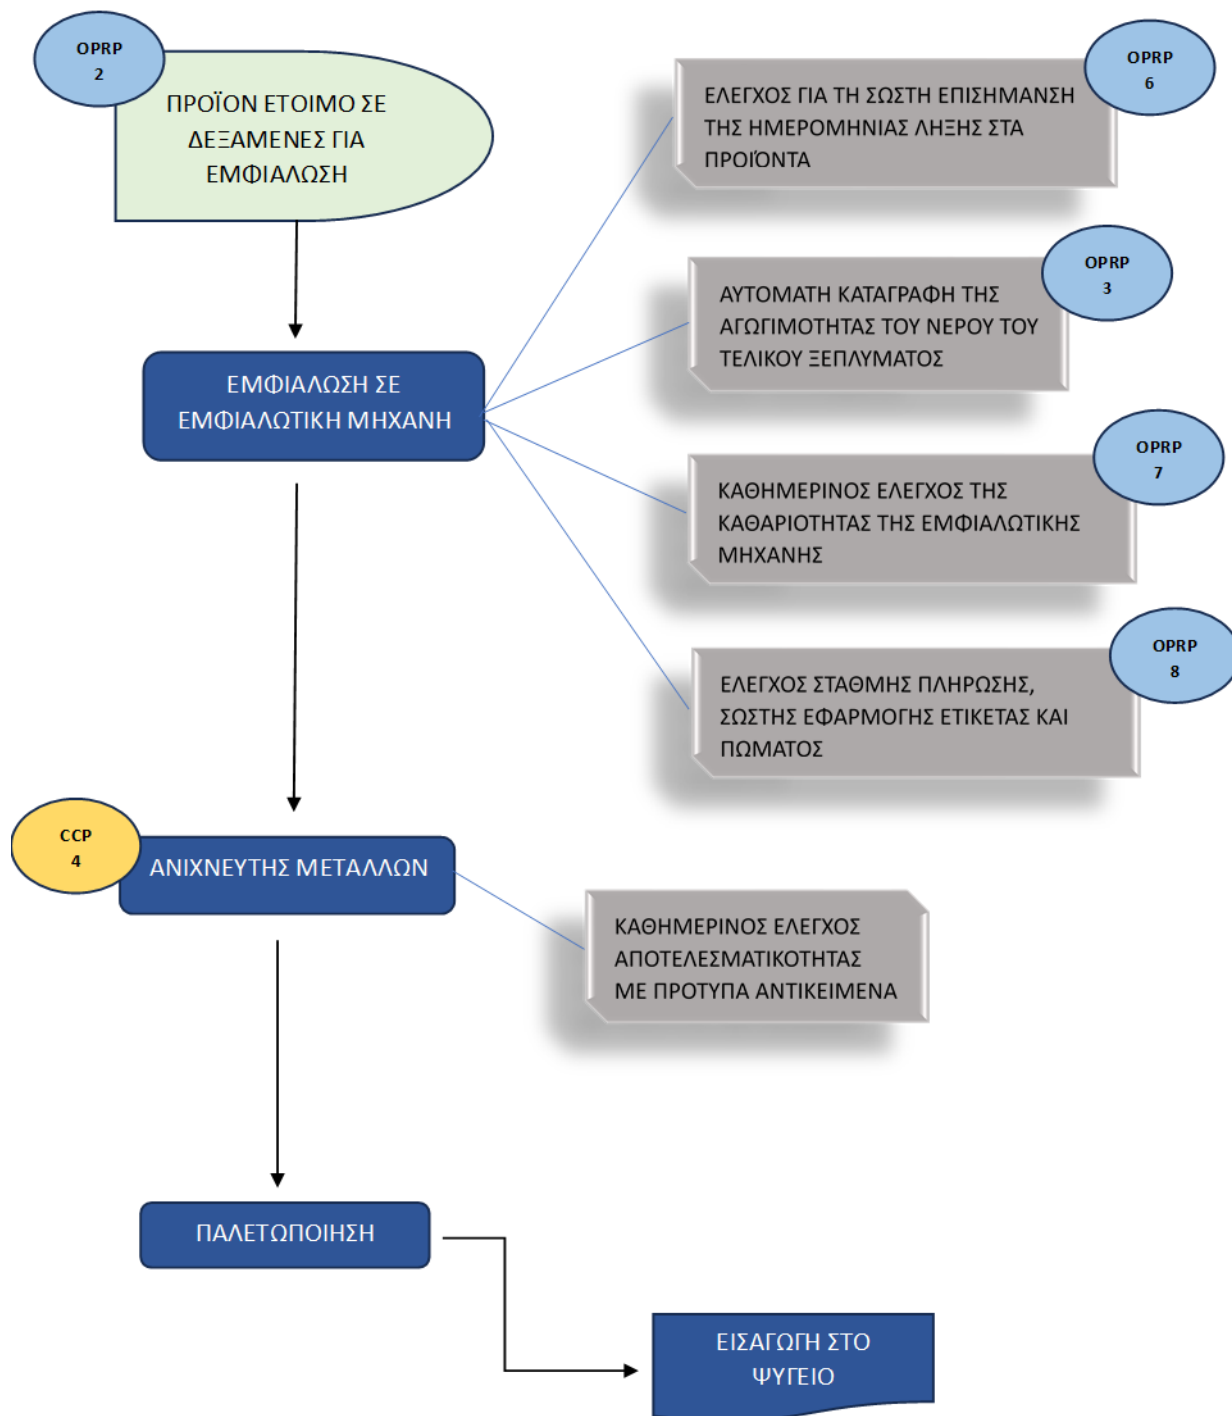 OPRP
2
ΠΡΟΪΟΝ ΕΤΟΙΜΟ ΣΕ
ΔΕΞΑΜΕΝΕΣ ΓΙΑ
ΕΜΦΙΑΛΩΣΗ
OPRP
6
ΕΛΕΓΧΟΣ ΓΙΑ ΤΗ ΣΩΣΤΗ ΕΠΙΣΗΜΑΝΣΗ
ΤΗΣ ΗΜΕΡΟΜΗΝΙΑΣ ΛΗΞΗΣ ΣΤΑ
ΠΡΟΙΌΝΤΑ
OPRP
3
ΑΥΤΟΜΑΤΗ ΚΑΤΑΓΡΑΦΗ ΤΗΣ
ΑΓΩΓΙΜΟΤΗΤΑΣ ΤΟΥ ΝΕΡΟΥ ΤΟΥ
ΤΕΛΙΚΟΥ ΞΕΠΛΥΜΑΤΟΣ
ΕΜΦΙΑΛΩΣΗ ΣΕ
ΕΜΦΙΑΛΩΤΙΚΗ ΜΗΧΑΝΗ
OPRP
7
ΚΑΘΗΜΕΡΙΝΟΣ ΕΛΕΓΧΟΣ ΤΗΣ
ΚΑΘΑΡΙΟΤΗΤΑΣ ΤΗΣ ΕΜΦΙΑΛΩΤΙΚΗΣ
ΜΗΧΑΝΗΣ
OPRP
8
ΕΛΕΓΧΟΣ ΣΤΑΘΜΗΣ ΠΛΗΡΩΣΗΣ,
ΣΩΣΤΗΣ ΕΦΑΡΜΟΓΗΣ ΕΤΙΚΕΤΑΣ ΚΑΙ
ΠΩΜΑΤΟΣ
CCP
4
ΑΝΙΧΝΕΥΤΗΣ ΜΕΤΑΛΛΩΝ
ΚΑΘΗΜΕΡΙΝΟΣ ΕΛΕΓΧΟΣ
ΑΠΟΤΕΛΕΣΜΑΤΙΚΟΤΗΤΑΣ
ΜΕ ΠΡΟΤΥΠΑ ΑΝΤΙΚΕΙΜΕΝΑ
ΠΑΛΕΤΩΠΟΙΗΣΗ
ΕΙΣΑΓΩΓΗ ΣΤΟ
ΨΥΓΕΙΟ